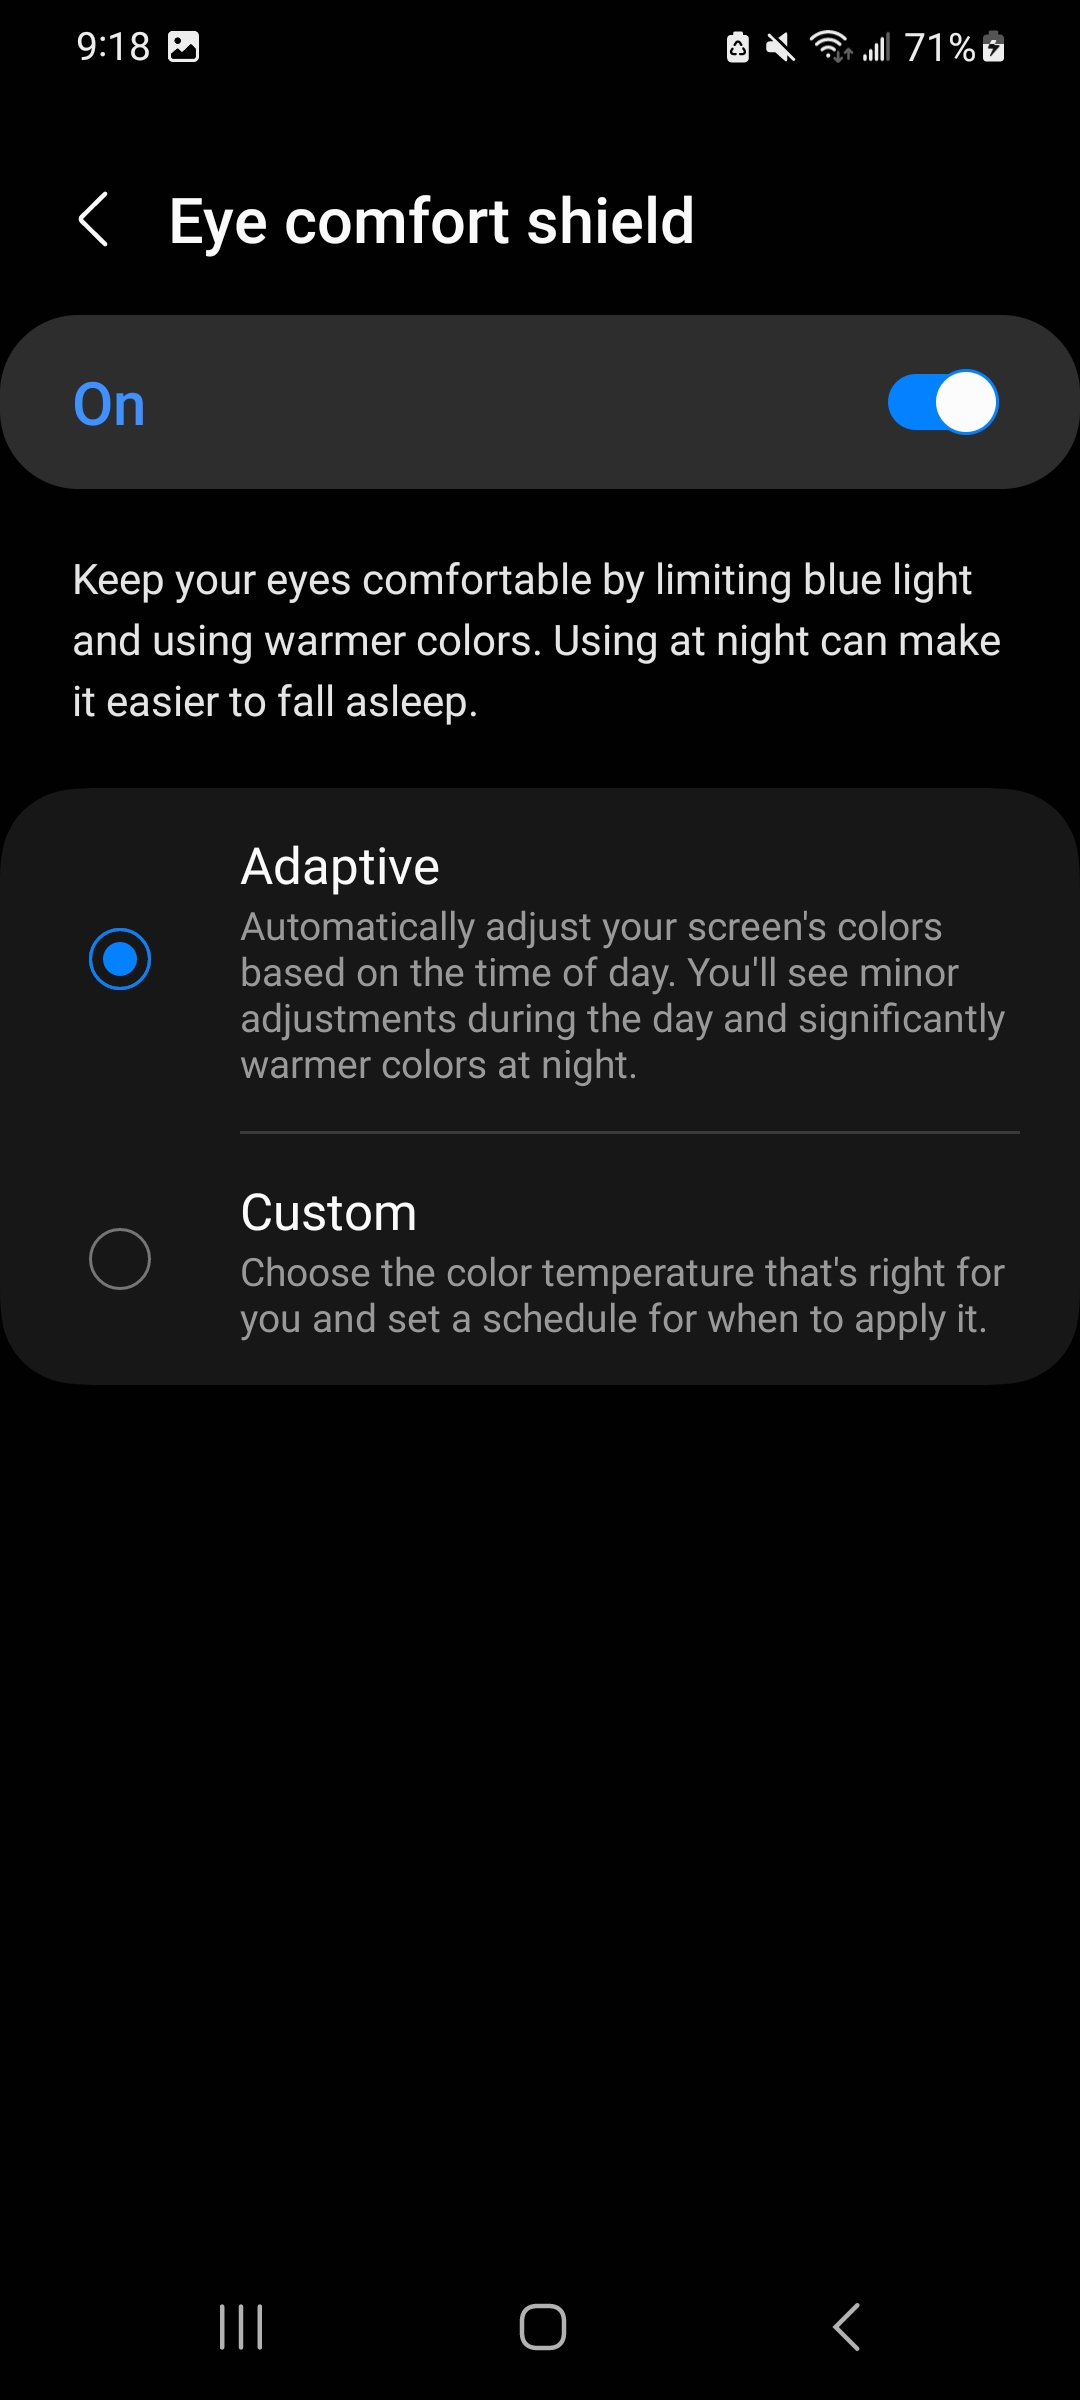 9:18
71%
Eye comfort shield
On
Keep your eyes comfortable by limiting blue light
and using warmer colors. Using at night can make
it easier to fall asleep.
Adaptive
Automatically adjust your screen's colors
based on the time of day. You'll see minor
adjustments during the day and significantly
warmer colors at night.
Custom
Choose the color temperature that's right for
you and set a schedule for when to apply it.